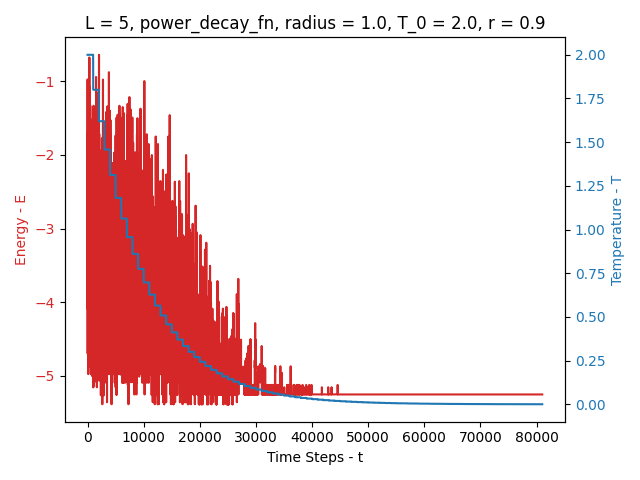 L = 5, power_decay_fn, radius = 1.0, T_0 = 2.0, r = 0.9
Energy - E
−1
−2
−3
−4
−5
2.00
1.75
1.50
1.25
1.00
0.75
0.50
0.25
0.00
Temperature - T
0 10000 20000 30000 40000 50000 60000 70000 80000
Time Steps - t